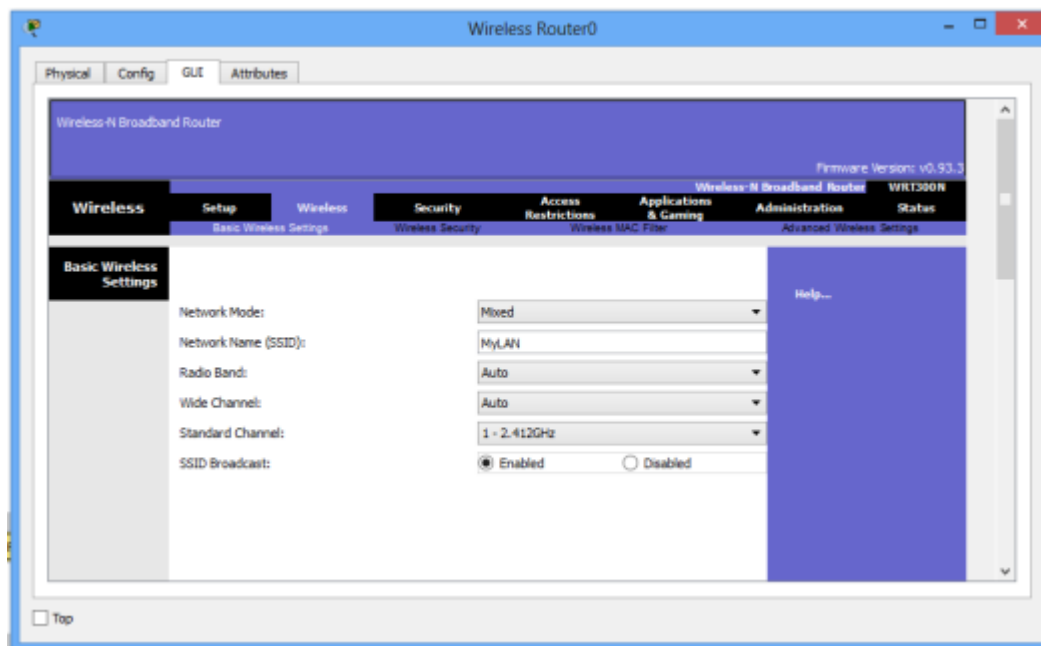 Wireless Router0
Physical Config GUI Attributes
Wireless-N Broadband Router
Firmware Version: v0.93.3
Wireless-N Broadband Router WRT300N
Wireless Setup Wireless Security Access Restrictions Applications & Gaming Administration Status
Basic Wireless Settings Wireless Security Wireless MAC Filter Advanced Wireless Settings
Basic Wireless
Settings
Help...
Network Mode: Mixed
Network Name (SSID): MyLAN
Radio Band: Auto
Wide Channel: Auto
Standard Channel: 1 - 2.412GHz
SSID Broadcast: Enabled Disabled
Top